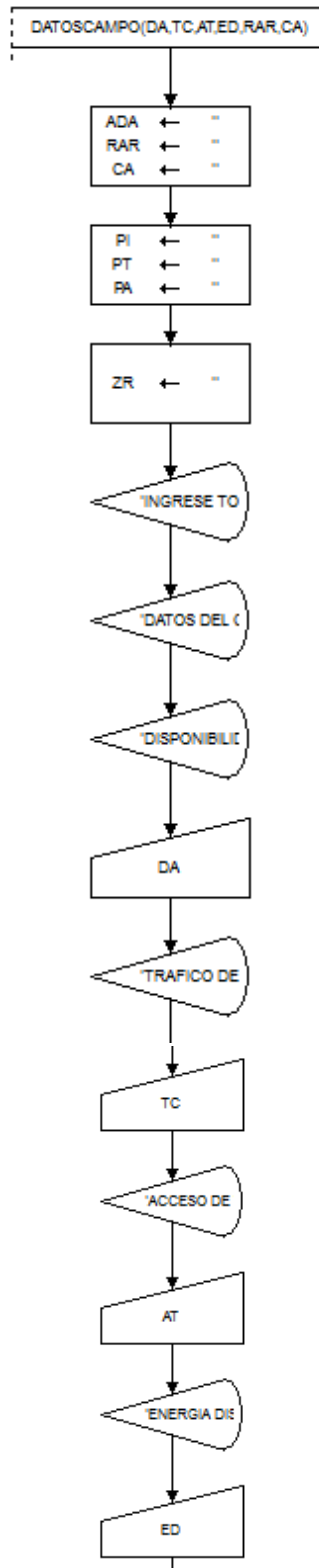 DATOSCAMPO(DA,TC,AT,ED,RAR,CA)
ADA ← ''
RAR ← ''
CA ← ''
PI ← ''
PT ← ''
PA ← ''
ZR ← ''
'INGRESE TO
'DATOS DEL
'DISPONIBILI
DA
'TRAFICO DE
TC
'ACCESO DE
AT
'ENERGIA DIS
ED